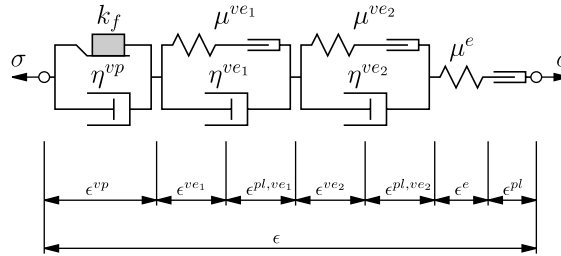 k_f μ^{ve_1} μ^{ve_2}
σ η^{vp} η^{ve_1} η^{ve_2} μ^e σ
ϵ^{vp} ϵ^{ve_1} ϵ^{pl,ve_1} ϵ^{ve_2} ϵ^{pl,ve_2} ϵ^e ϵ^{pl}
ϵ